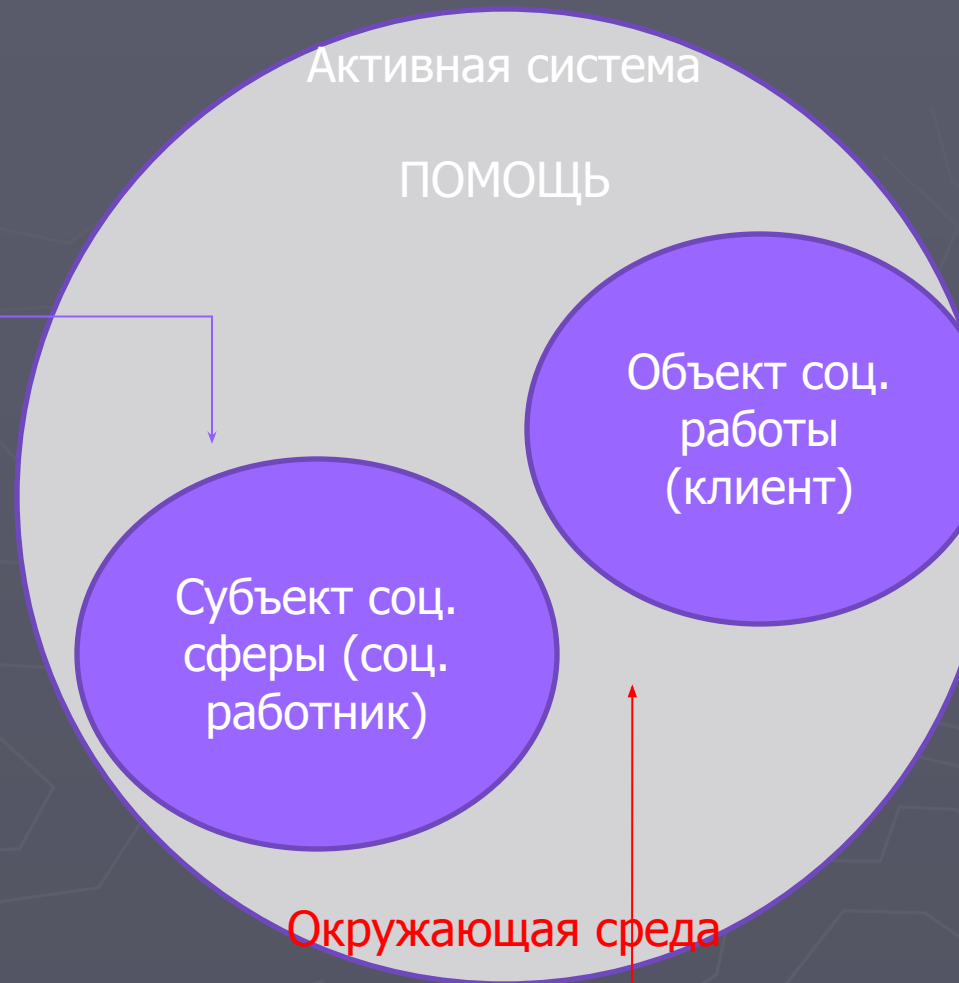 Активная система
ПОМОЩЬ
Объект соц.
работы
(клиент)
Субъект соц.
сферы (соц.
работник)
Окружающая среда